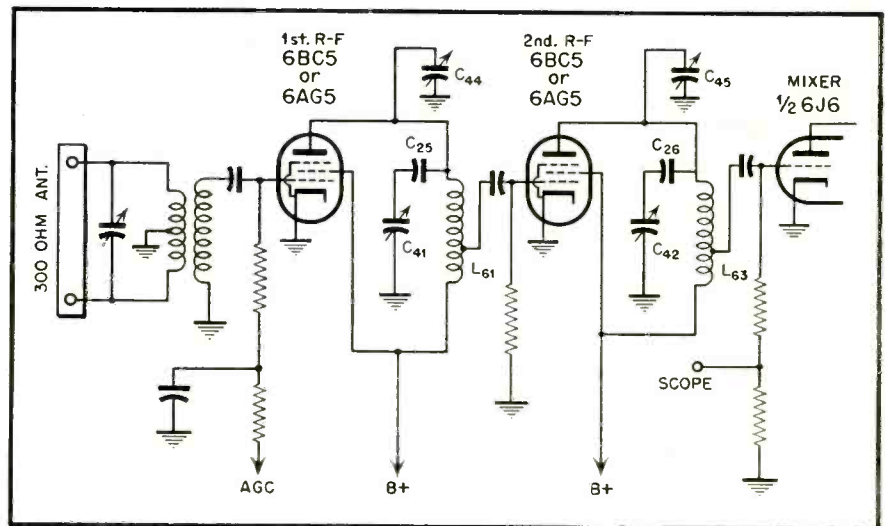 1st. R-F
6BC5
or
6AG5
C44
2nd. R-F
6BC5
or
6AG5
C45
MIXER
1/2 6J6
300 OHM ANT.
C25
C41
L61
C26
C42
L63
SCOPE
AGC
B+
B+